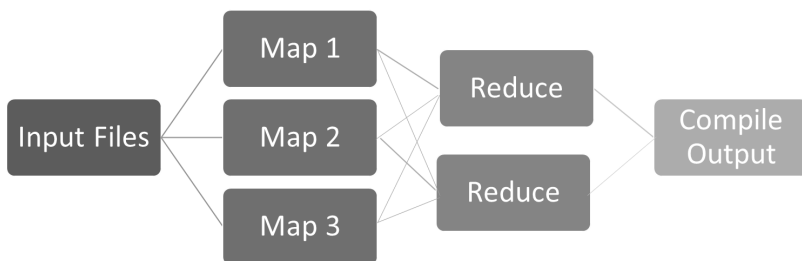 Input Files
Map 1
Map 2
Map 3
Reduce
Reduce
Compile
Output